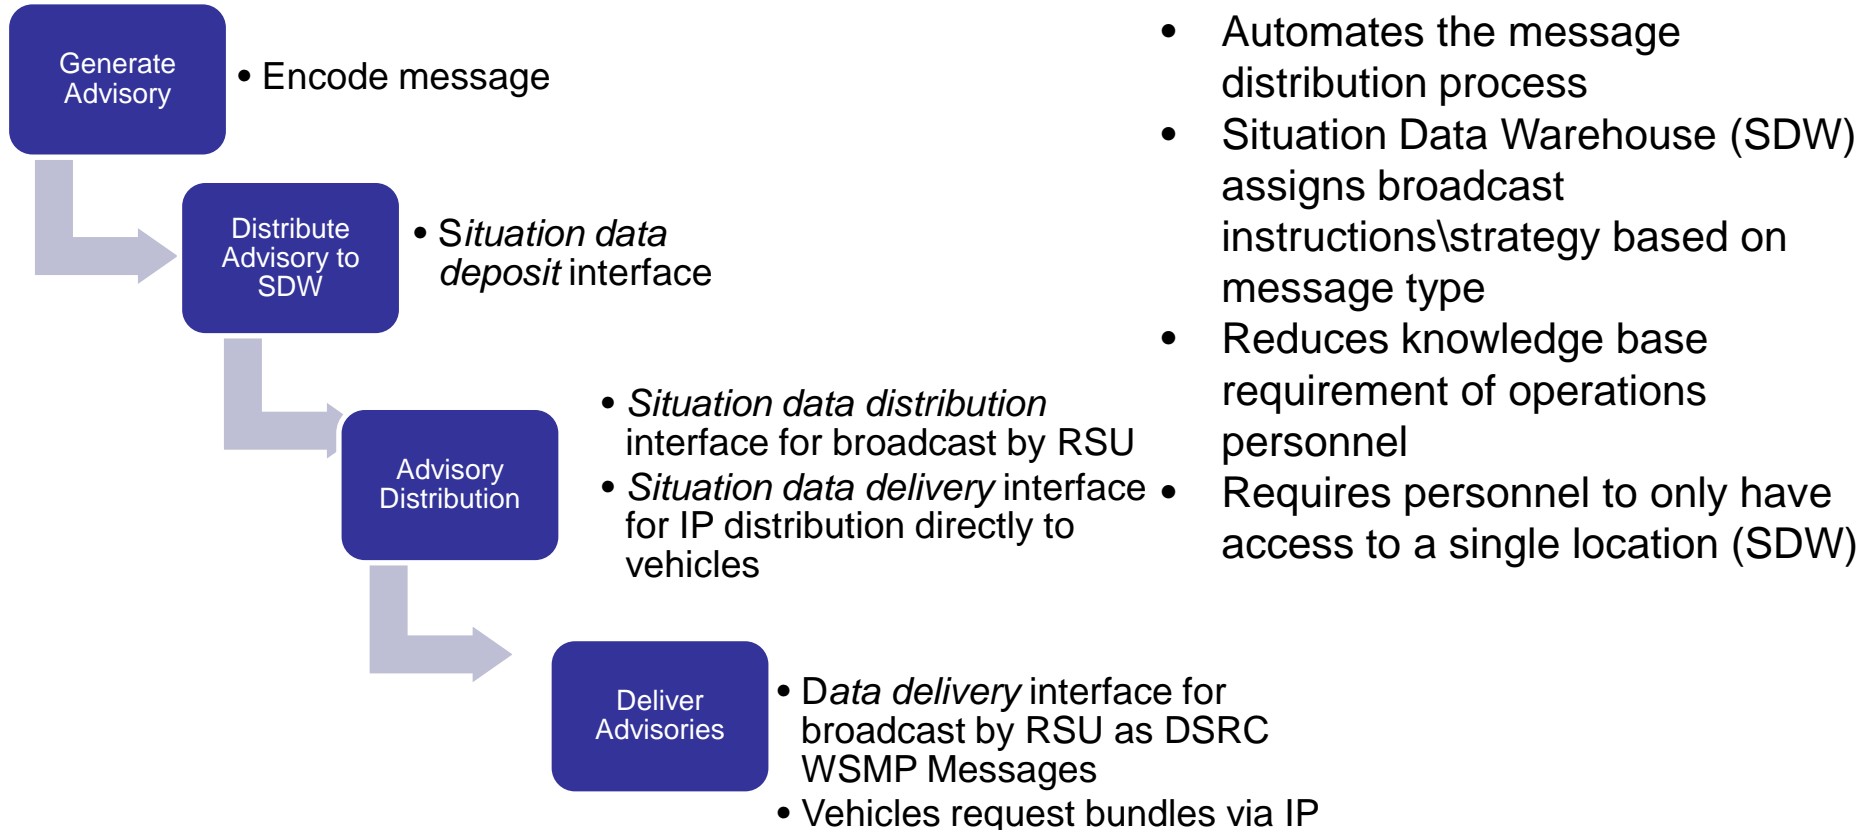 Generate
Advisory
• Encode message
Distribute
Advisory to
SDW
• Situation data
deposit interface
Advisory
Distribution
• Situation data distribution
interface for broadcast by RSU
• Situation data delivery interface
for IP distribution directly to
vehicles
Deliver
Advisories
• Data delivery interface for
broadcast by RSU as DSRC
WSMP Messages
• Vehicles request bundles via IP
• Automates the message
distribution process
• Situation Data Warehouse (SDW)
assigns broadcast
instructions\strategy based on
message type
• Reduces knowledge base
requirement of operations
personnel
• Requires personnel to only have
access to a single location (SDW)